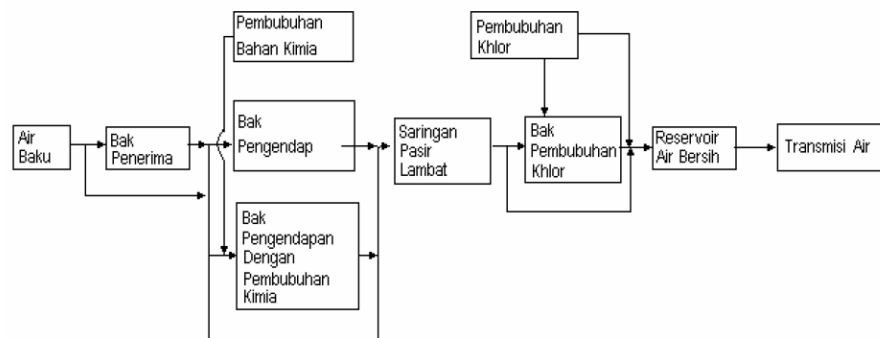 Pembubuhan
Bahan Kimia
Pembubuhan
Khlor
Air
Baku
Bak
Penerima
Bak
Pengendap
Saringan
Pasir
Lambat
Bak
Pembubuhan
Khlor
Reservoir
Air Bersih
Transmisi Air
Bak
Pengendapan
Dengan
Pembubuhan
Kimia